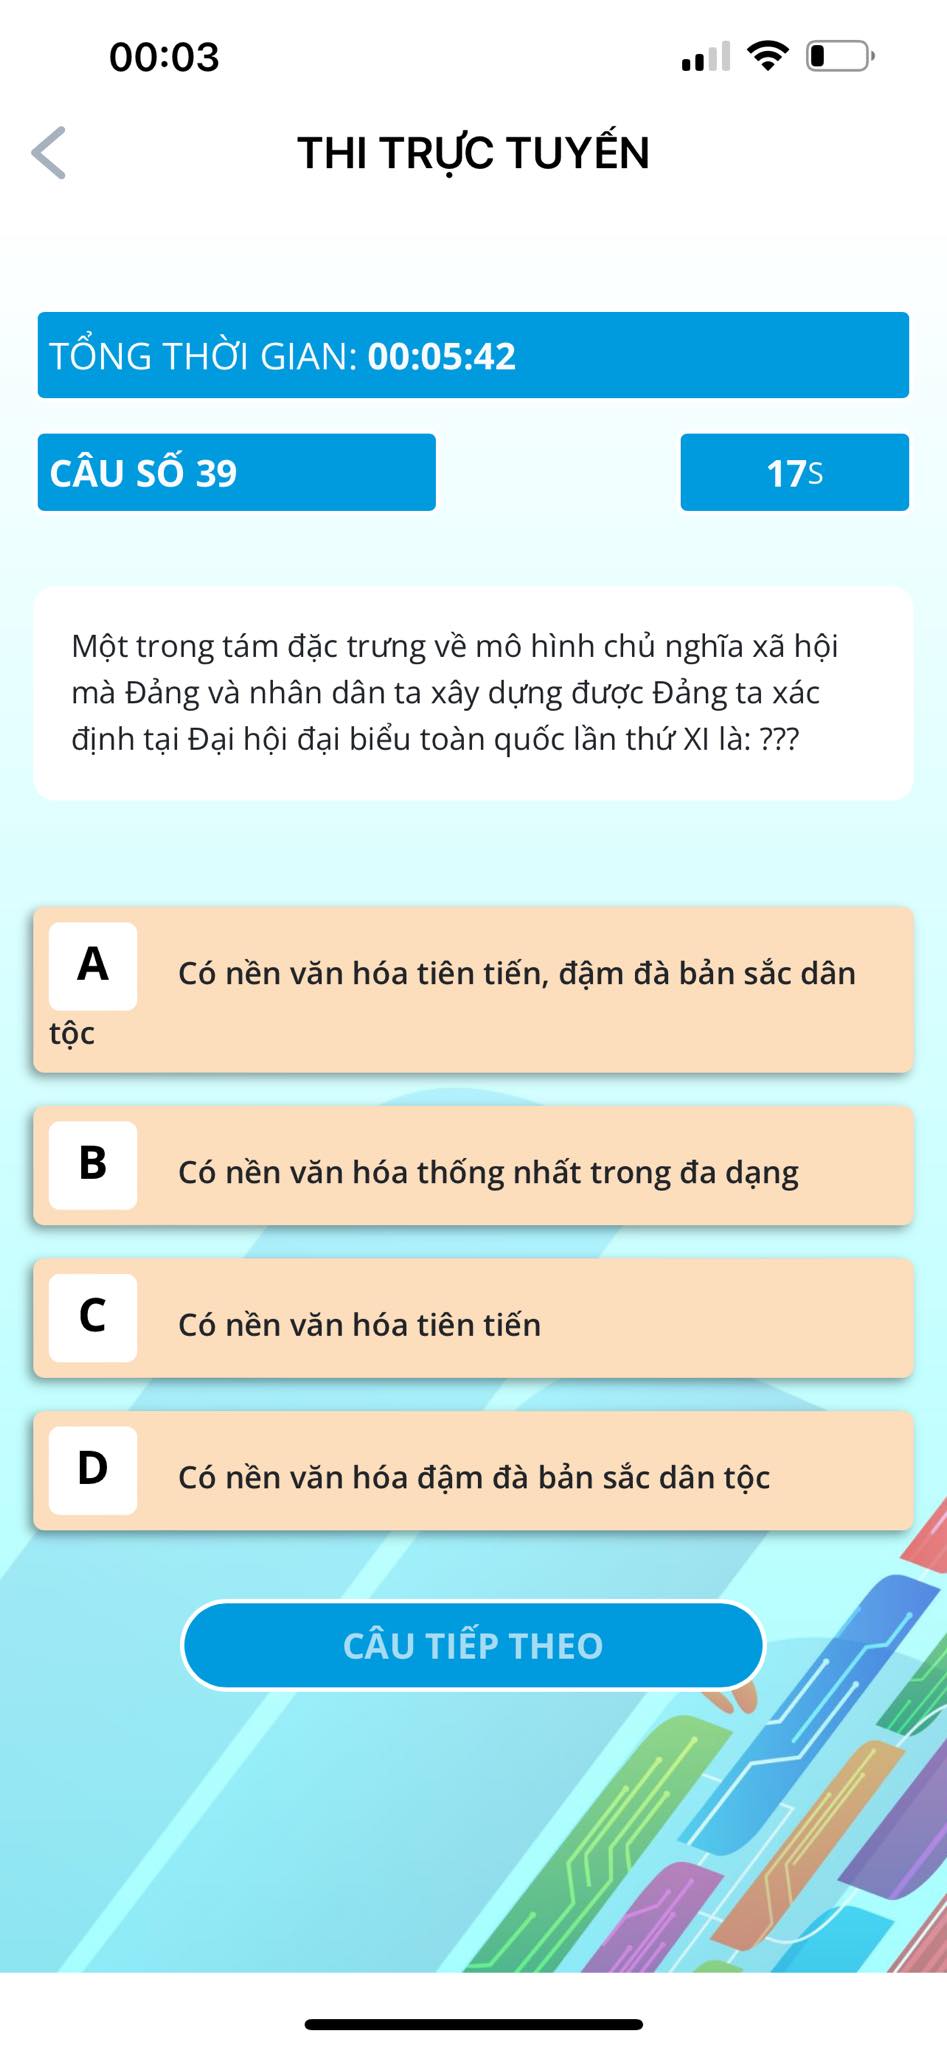 00:03
THI TRỰC TUYẾN
TỔNG THỜI GIAN: 00:05:42
CÂU SỐ 39
17S
Một trong tám đặc trưng về mô hình chủ nghĩa xã hội
mà Đảng và nhân dân ta xây dựng được Đảng ta xác
định tại Đại hội đại biểu toàn quốc lần thứ XI là: ???
A Có nền văn hóa tiên tiến, đậm đà bản sắc dân
tộc
B Có nền văn hóa thống nhất trong đa dạng
C Có nền văn hóa tiên tiến
D Có nền văn hóa đậm đà bản sắc dân tộc
CÂU TIẾP THEO